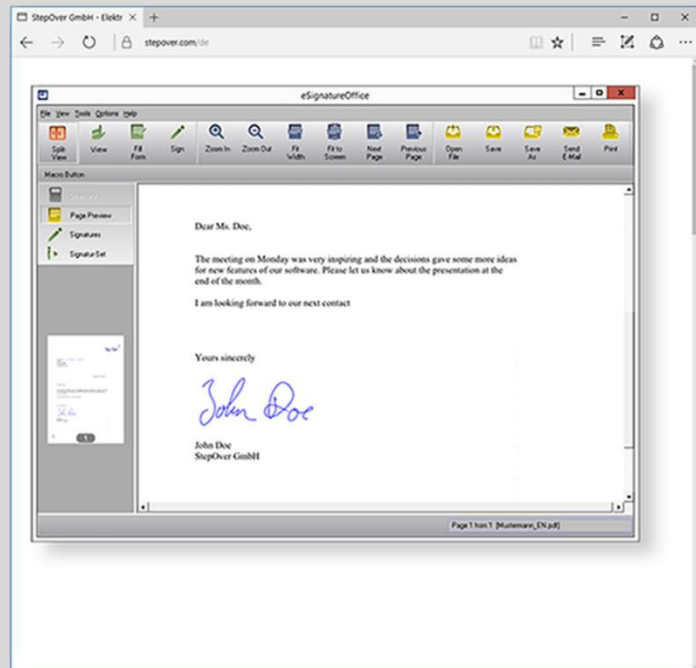 StepOver GmbH - Elektr
stepover.com/de
eSignatureOffice
File View Tools Options Help
Split View
View
Fill Form
Sign
Zoom In
Zoom Out
Fit Width
Fit to Screen
Next Page
Previous Page
Open File
Save
Save As
Send E-Mail
Print
Macro Button
Page Preview
Signatures
Signatur-Set
Dear Ms. Doe,
The meeting on Monday was very inspiring and the decisions gave some more ideas
for new features of our software. Please let us know about the presentation at the
end of the month.
I am looking forward to our next contact
Yours sincerely
John Doe
John Doe
StepOver GmbH
1
Page 1 from 1 [Mustermann_EN.pdf]